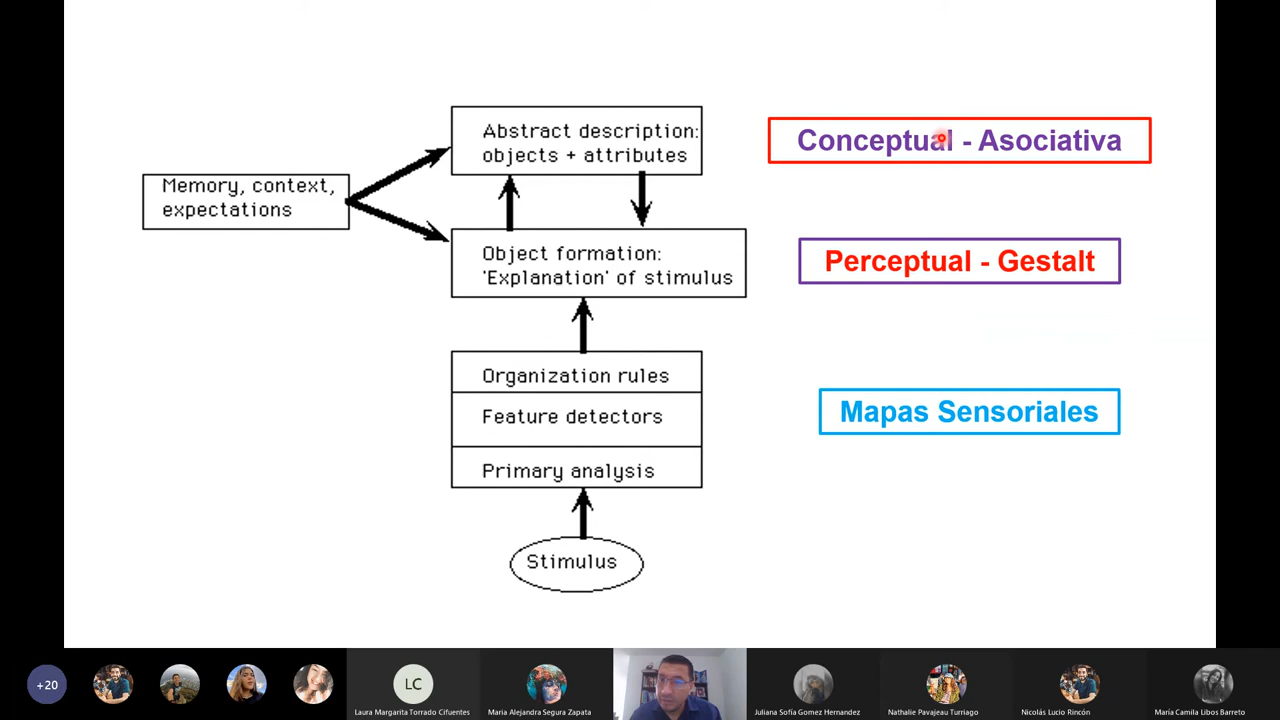 Abstract description:
objects + attributes
Conceptual - Asociativa
Memory, context,
expectations
Object formation:
'Explanation' of stimulus
Perceptual - Gestalt
Organization rules
Feature detectors
Primary analysis
Mapas Sensoriales
Stimulus
+20
LC
Laura Margarita Torrado Cifuentes
Maria Alejandra Segura Zapata
Juliana Sofía Gomez Hernandez
Nathalie Pavajeau Turriago
Nicolás Lucio Rincón
María Camila Llaos Barreto